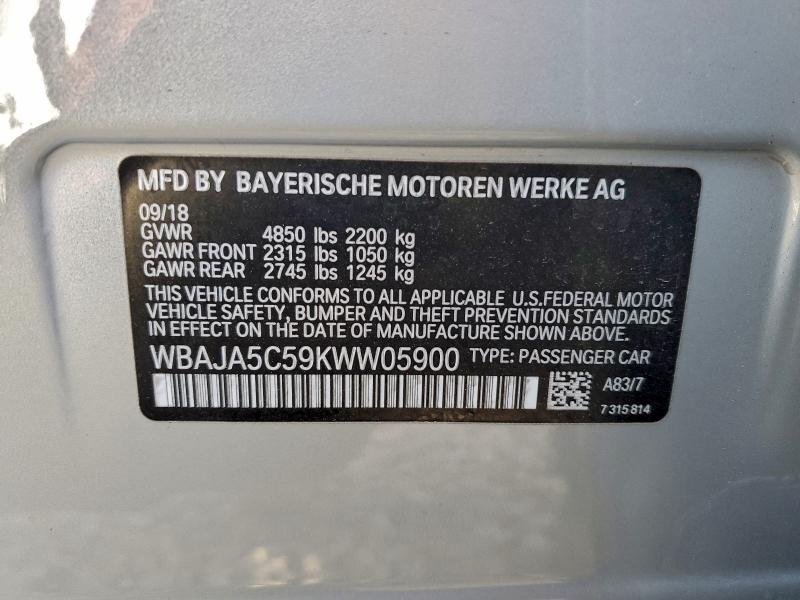 MFD BY BAYERISCHE MOTOREN WERKE AG
09/18
GVWR 4850 lbs 2200 kg
GAWR FRONT 2315 lbs 1050 kg
GAWR REAR 2745 lbs 1245 kg
THIS VEHICLE CONFORMS TO ALL APPLICABLE U.S.FEDERAL MOTOR
VEHICLE SAFETY, BUMPER AND THEFT PREVENTION STANDARDS
IN EFFECT ON THE DATE OF MANUFACTURE SHOWN ABOVE.
WBAJA5C59KWW05900 TYPE: PASSENGER CAR
A83/7
7 315 814